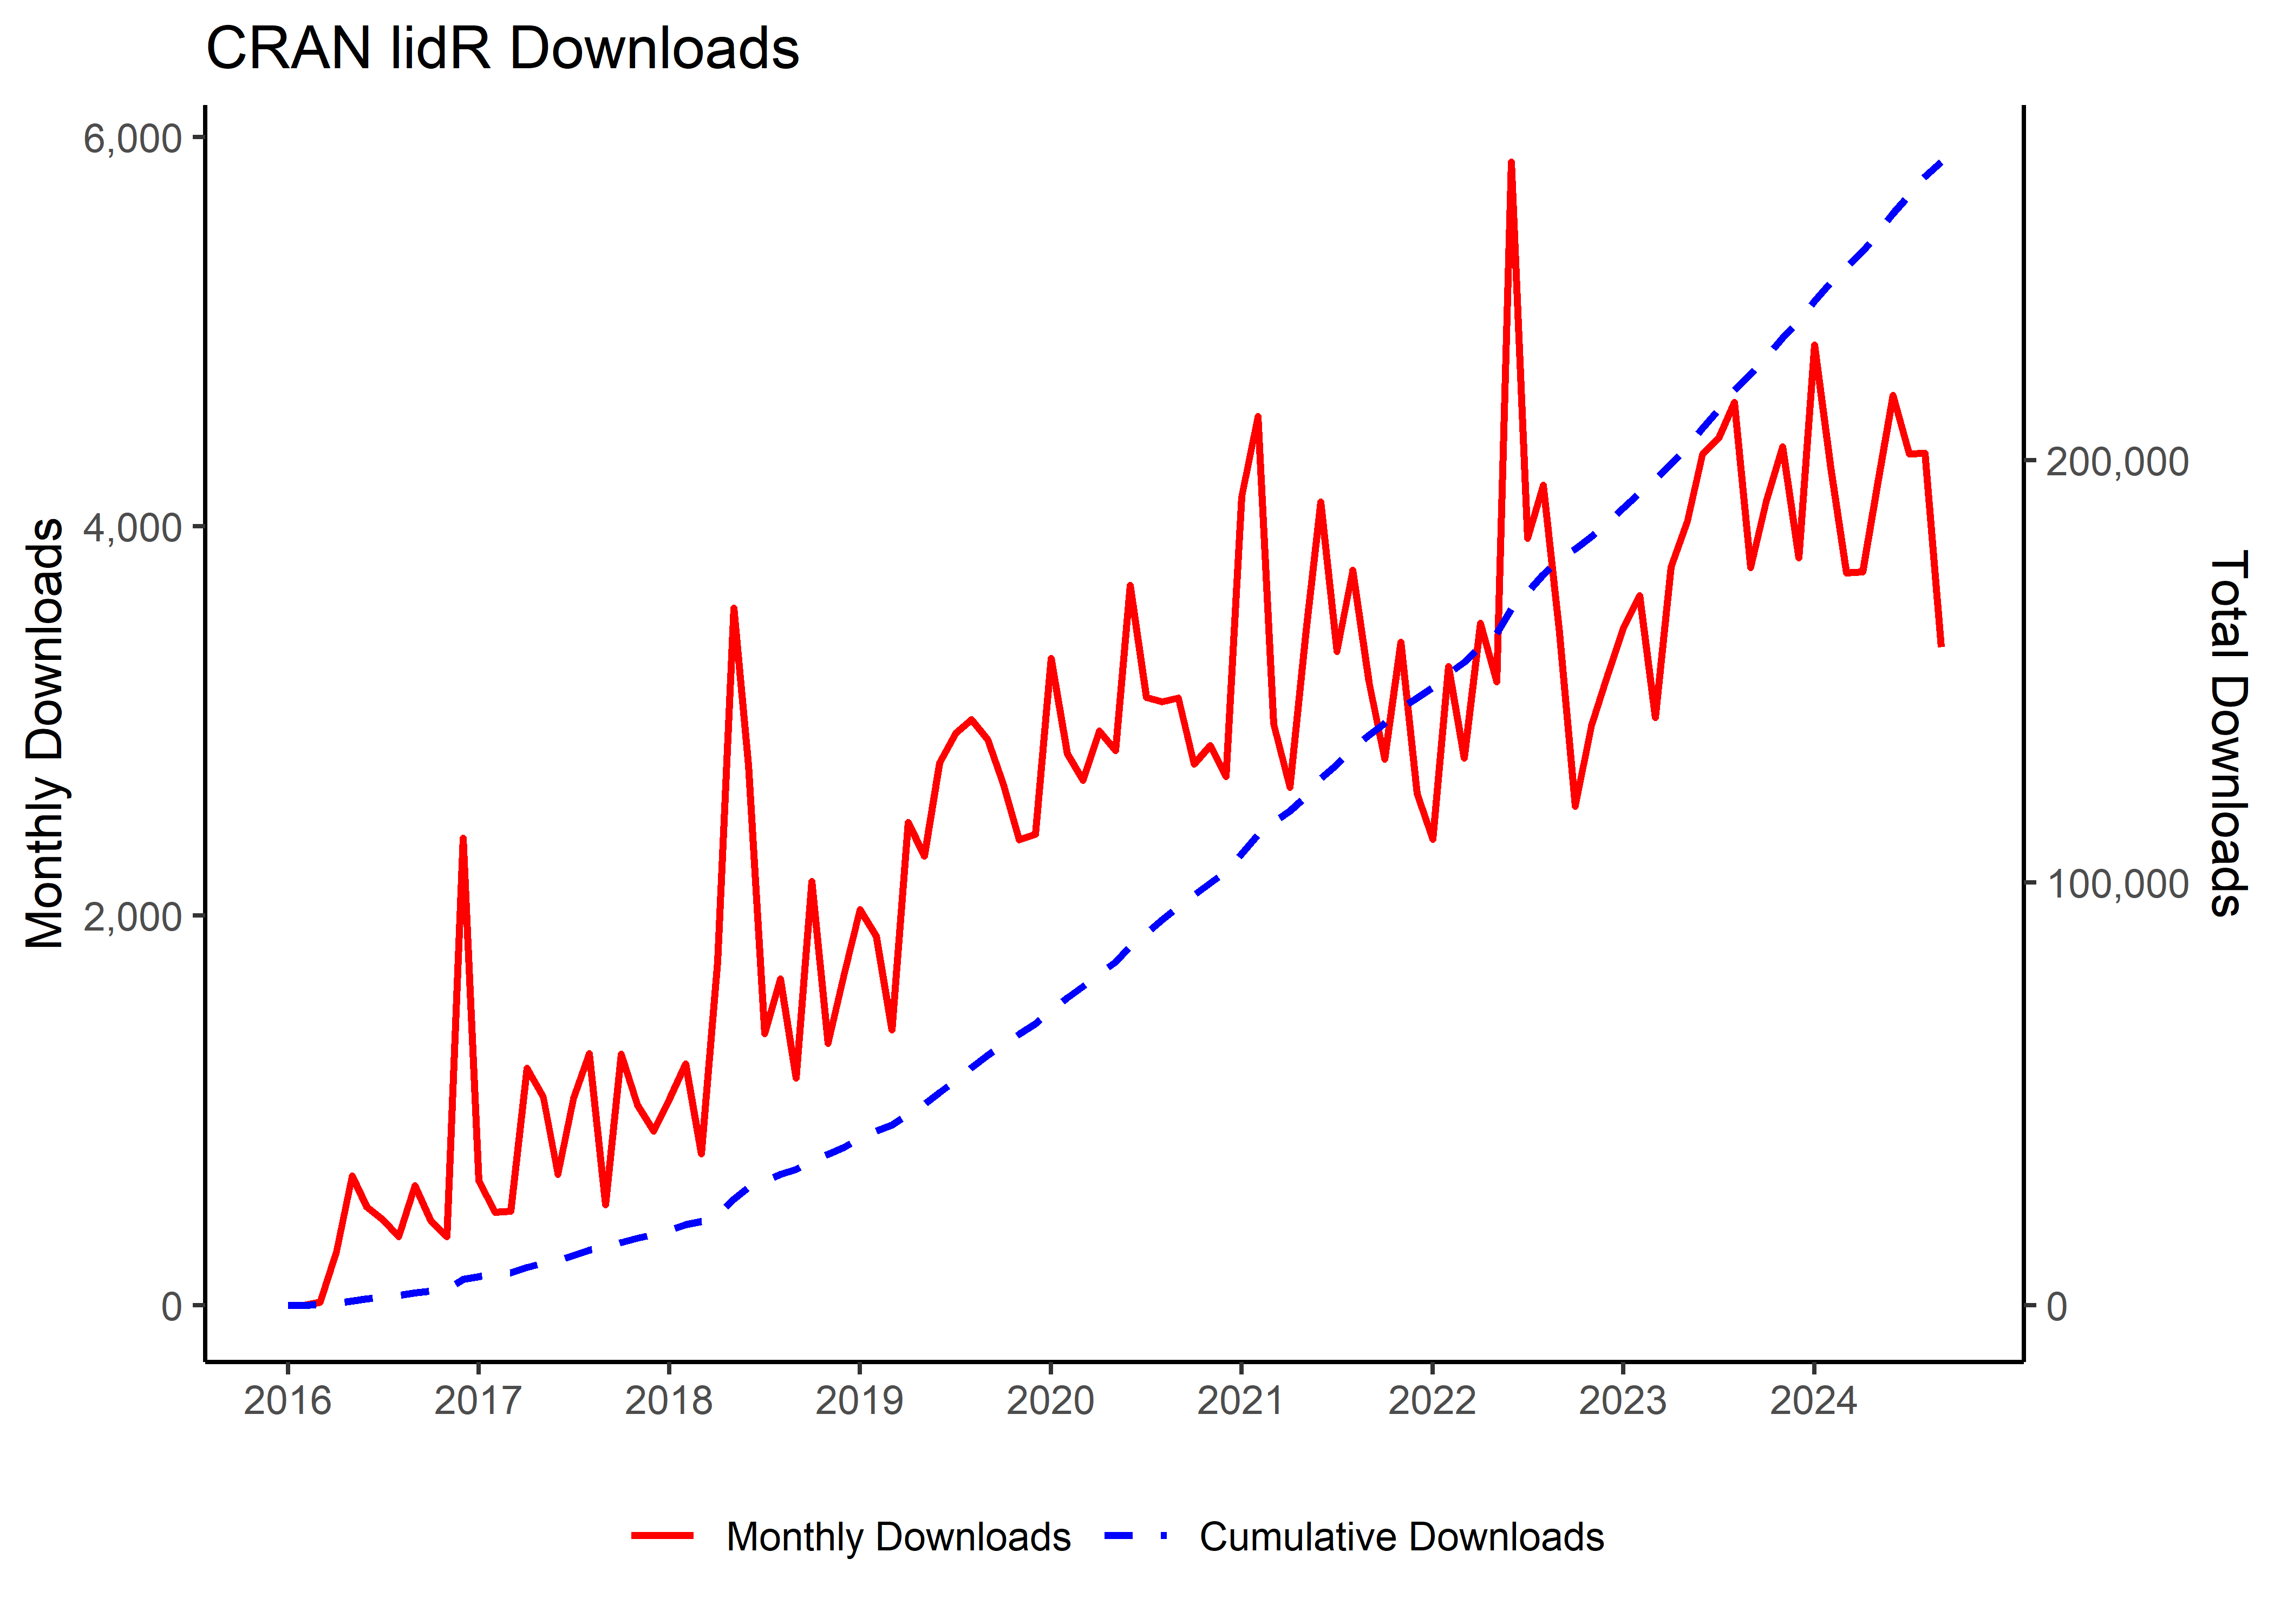 CRAN lidR Downloads
6,000
4,000
2,000
0
Monthly Downloads
200,000
100,000
0
Total Downloads
2016 2017 2018 2019 2020 2021 2022 2023 2024
Monthly Downloads Cumulative Downloads